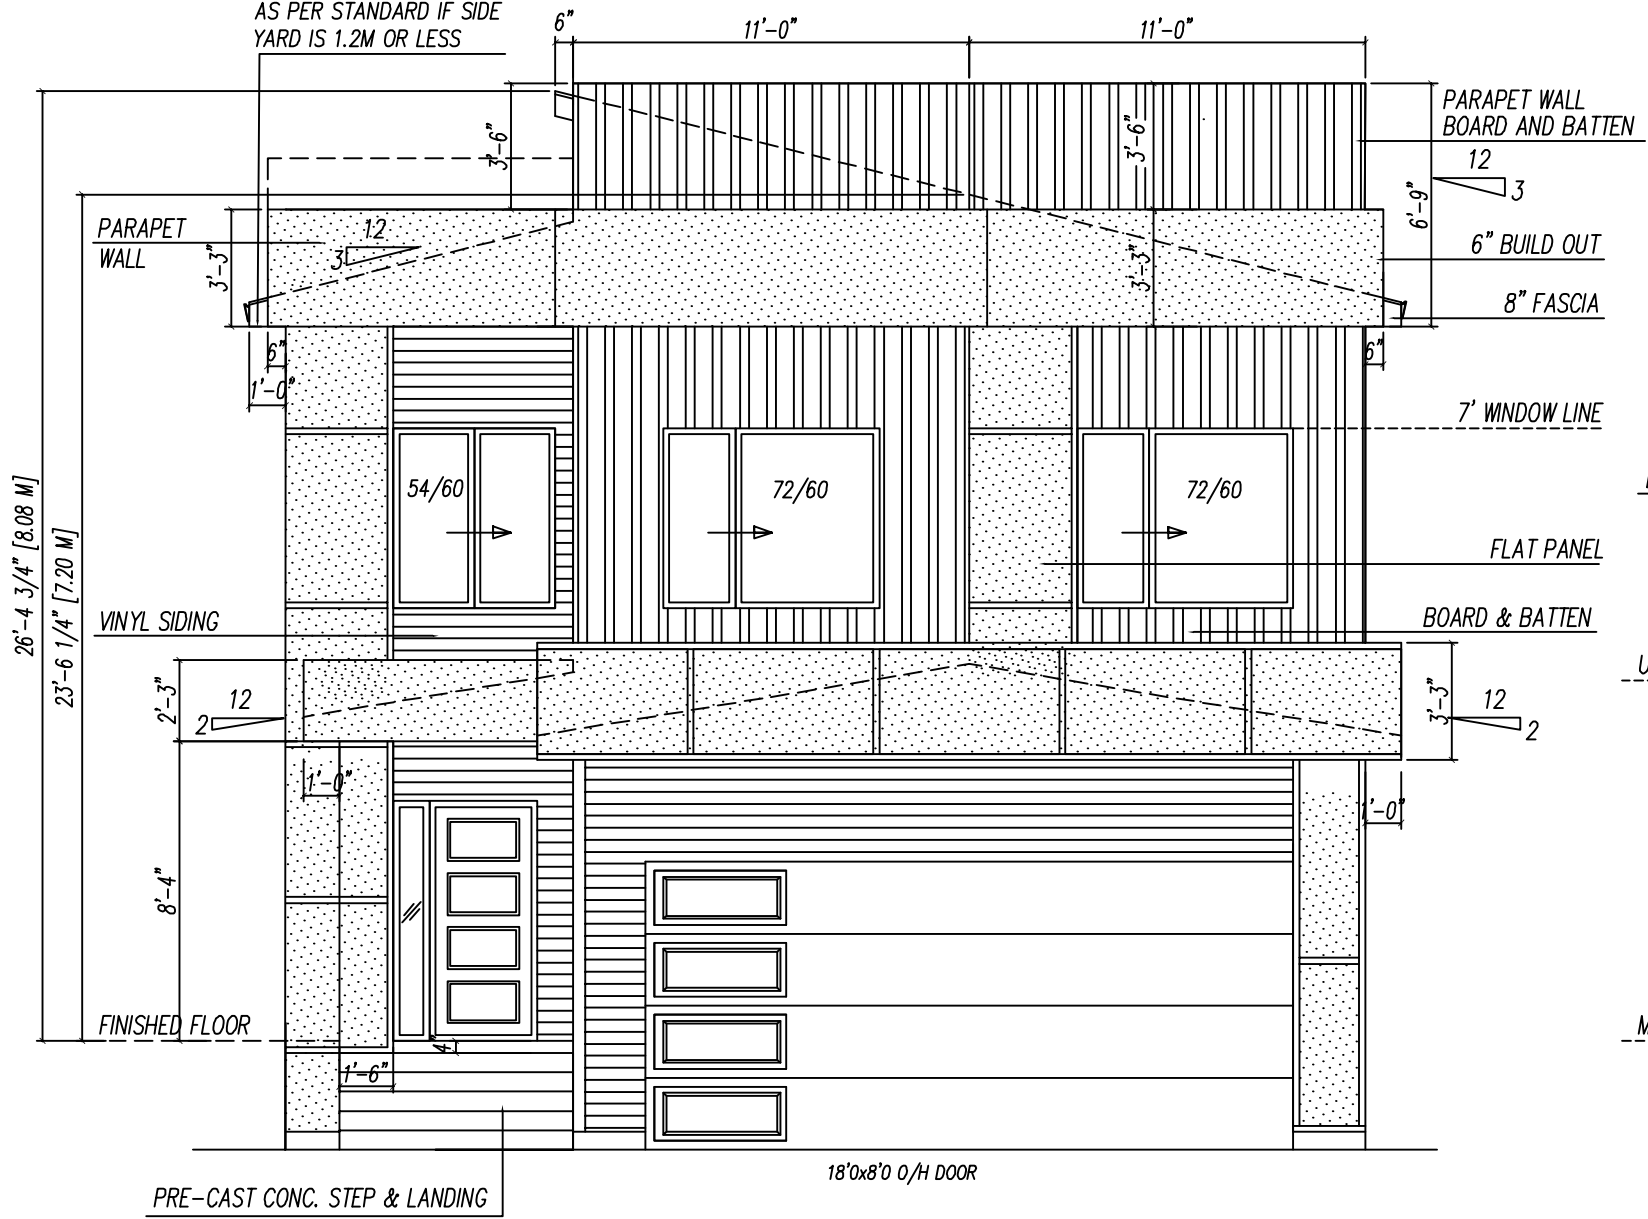 AS PER STANDARD IF SIDE
YARD IS 1.2M OR LESS
6"
11'-0"
11'-0"
PARAPET WALL
BOARD AND BATTEN
3'-6"
3'-6"
12
3
6'-9"
PARAPET
WALL
12
3
3'-3"
3'-3"
6" BUILD OUT
8" FASCIA
6"
1'-0"
6"
7' WINDOW LINE
54/60
72/60
72/60
26'-4 3/4" [8.08 M]
23'-6 1/4" [7.20 M]
FLAT PANEL
VINYL SIDING
BOARD & BATTEN
2'-3"
12
2
3'-3"
12
2
1'-0"
1'-0"
8'-4"
FINISHED FLOOR
4"
1'-6"
18'0x8'0 O/H DOOR
PRE-CAST CONC. STEP & LANDING